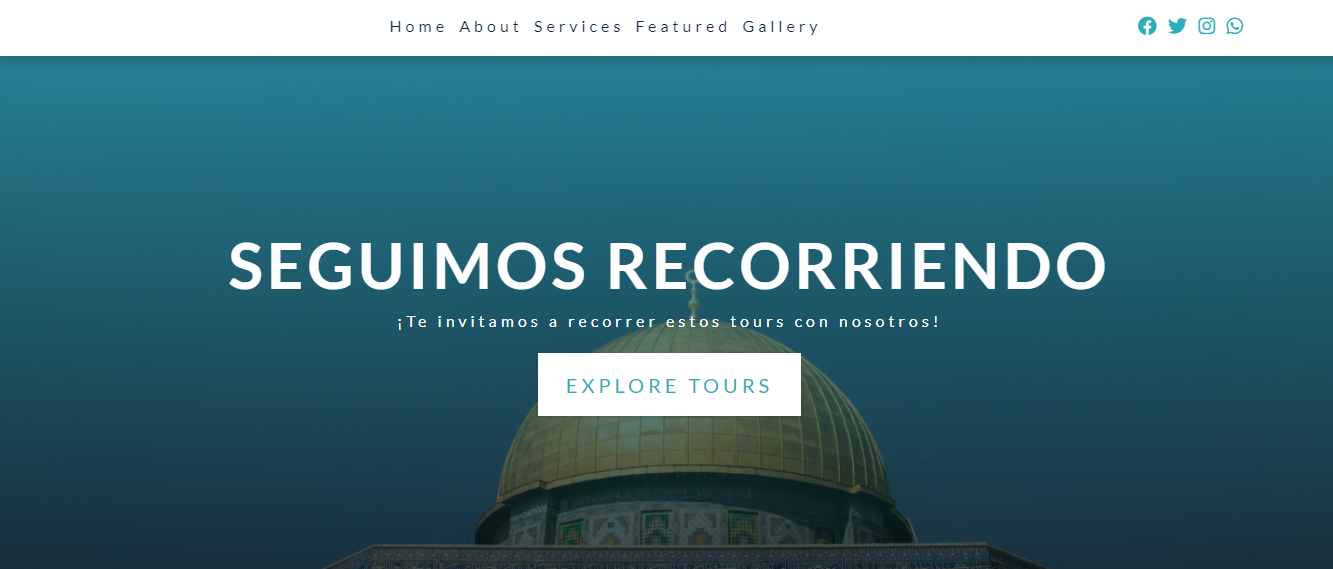 Home About Services Featured Gallery
SEGUIMOS RECORRIENDO
¡Te invitamos a recorrer estos tours con nosotros!
EXPLORE TOURS